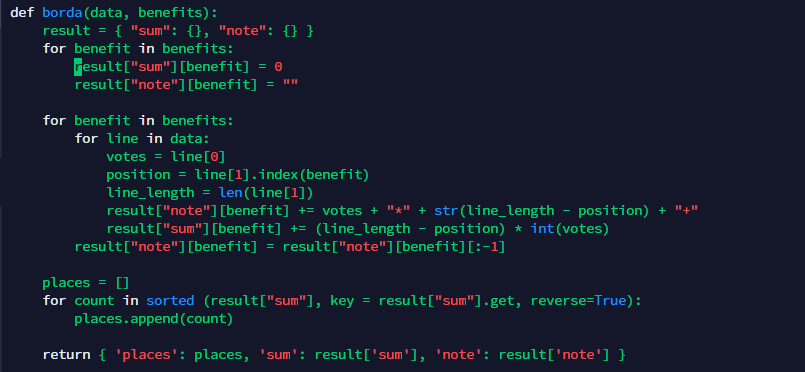 def borda(data, benefits):
    result = { "sum": {}, "note": {} }
    for benefit in benefits:
        result["sum"][benefit] = 0
        result["note"][benefit] = ""

    for benefit in benefits:
        for line in data:
            votes = line[0]
            position = line[1].index(benefit)
            line_length = len(line[1])
            result["note"][benefit] += votes + "*" + str(line_length - position) + "+"
            result["sum"][benefit] += (line_length - position) * int(votes)
        result["note"][benefit] = result["note"][benefit][:-1]

    places = []
    for count in sorted (result["sum"], key = result["sum"].get, reverse=True):
        places.append(count)

    return { 'places': places, 'sum': result['sum'], 'note': result['note'] }